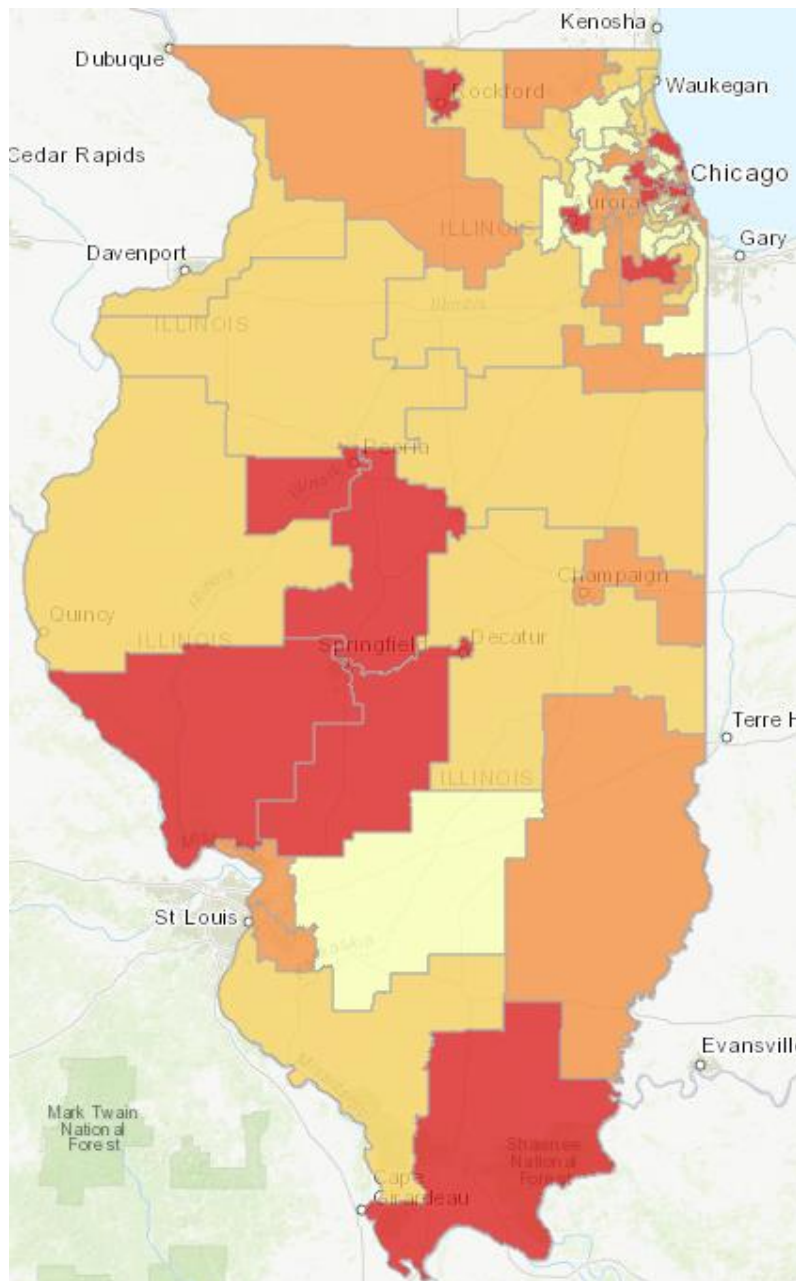 Kenosha
Dubuque
Rockford
Waukegan
Cedar Rapids
Chicago
Aurora
ILLINOIS
Gary
Davenport
ILLINOIS
Peoria
Champaign
Quincy
ILLINOIS
Springfield
Decatur
Terre H
ILLINOIS
St Louis
Evansville
Mark Twain
National
Forest
Shawnee
National
Forest
Cape
Girardeau